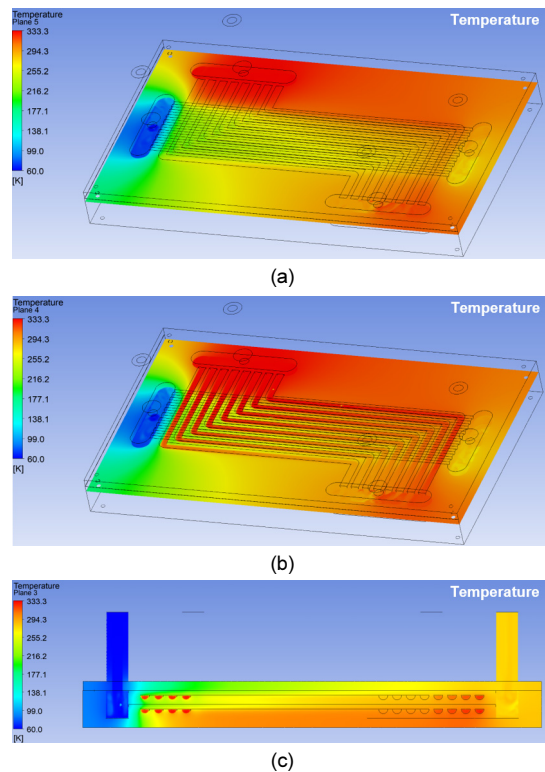 Temperature
Plane 5
Temperature
333.3
294.3
255.2
216.2
177.1
138.1
99.0
60.0
[K]
(a)
Temperature
Plane 4
Temperature
333.3
294.3
255.2
216.2
177.1
138.1
99.0
60.0
[K]
(b)
Temperature
Plane 3
Temperature
333.3
294.3
255.2
216.2
177.1
138.1
99.0
60.0
[K]
(c)